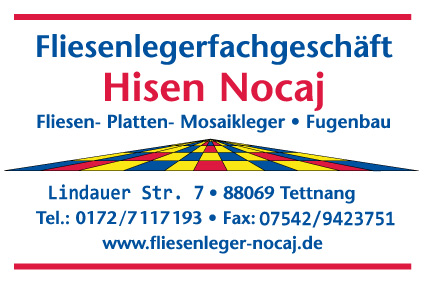 Fliesenlegerfachgeschäft
Hisen Nocaj
Fliesen- Platten- Mosaikleger • Fugenbau
Lindauer Str. 7 • 88069 Tettnang
Tel.: 0172/7117193 • Fax: 07542/9423751
www.fliesenleger-nocaj.de